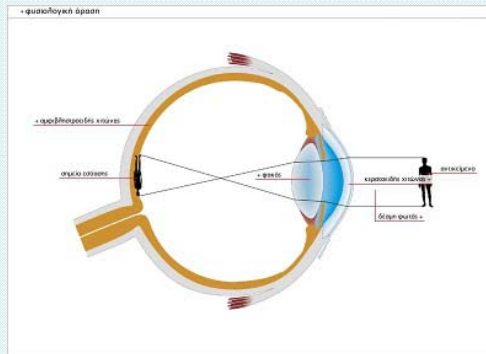 + φυσιολογική όραση
+ αμφιβληστροειδής χιτώνας
σημείο εστίασης
+ φακός
αντικείμενο
κερατοειδής χιτώνας +
δέσμη φωτός +